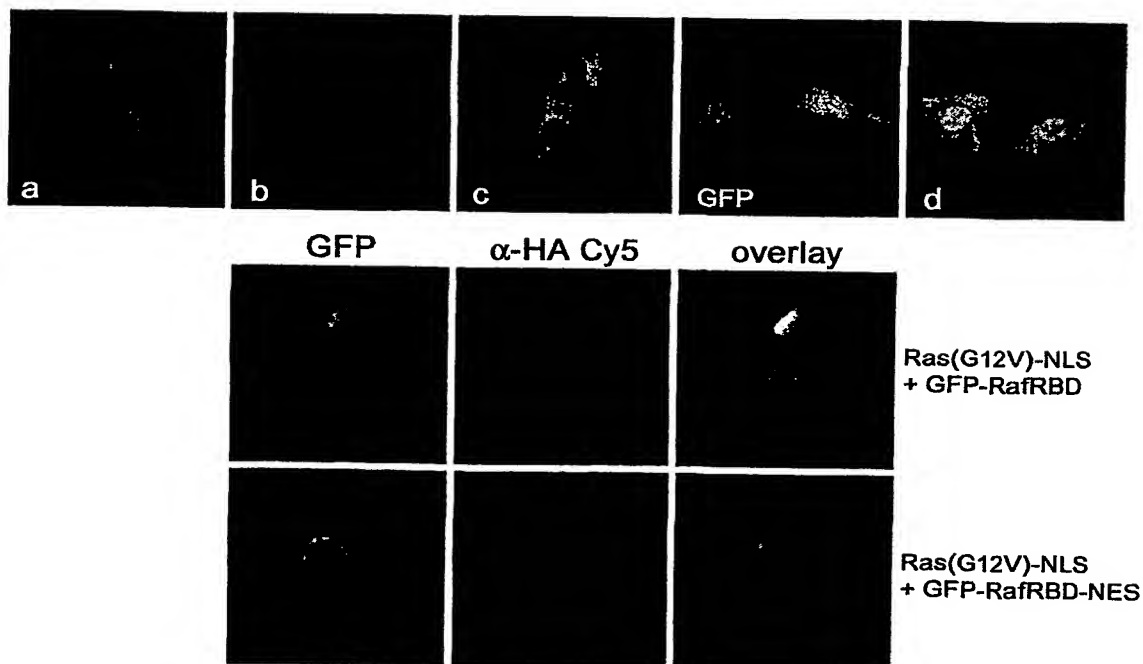 a
b
c
GFP
d
GFP
α-HA Cy5
overlay
Ras(G12V)-NLS
+ GFP-RafRBD
Ras(G12V)-NLS
+ GFP-RafRBD-NES